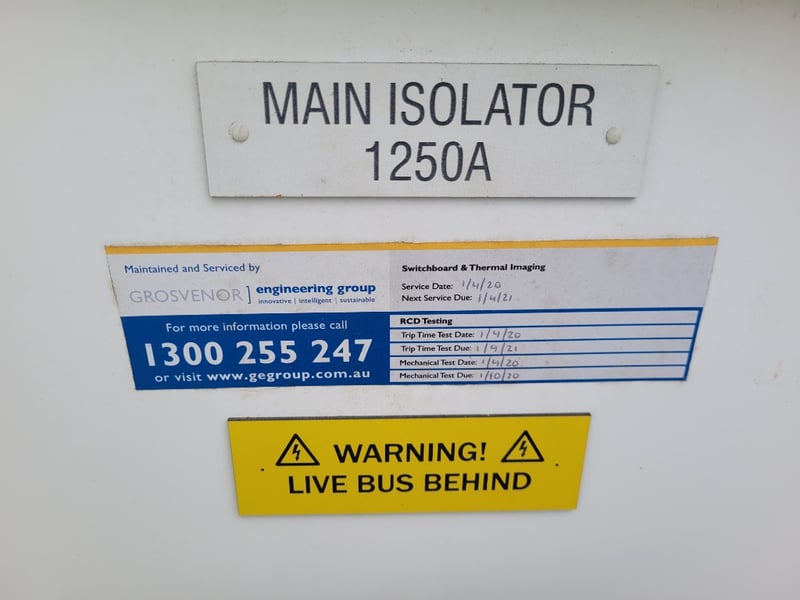 MAIN ISOLATOR
1250A
Maintained and Serviced by
GROSVENOR] engineering group
innovative | intelligent | sustainable
For more information please call
1300 255 247
or visit www.gegroup.com.au
Switchboard & Thermal Imaging
Service Date: 1/4/20
Next Service Due: 1/4/21
RCD Testing
Trip Time Test Date: 1/4/20
Trip Time Test Due: 1/4/21
Mechanical Test Date: 1/4/20
Mechanical Test Due: 1/10/20
WARNING!
LIVE BUS BEHIND